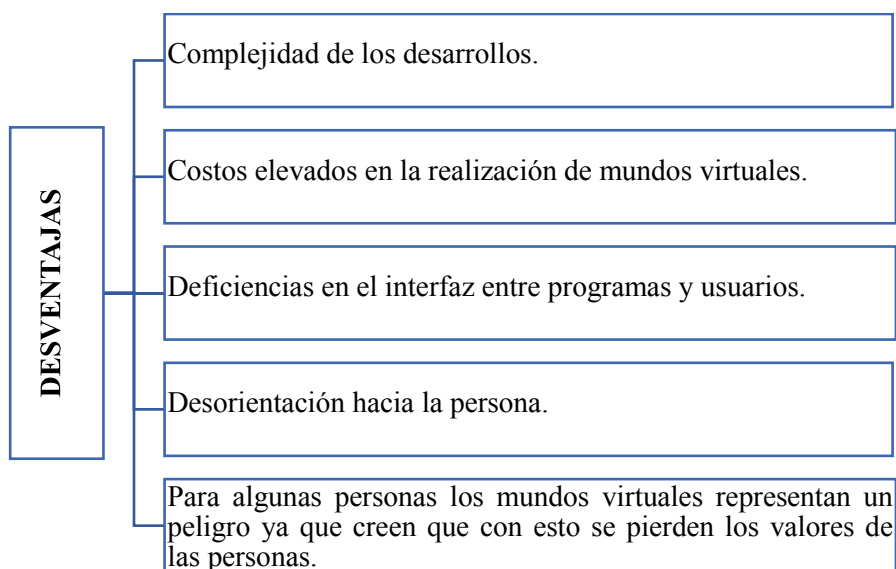 DESVENTAJAS
Complejidad de los desarrollos.
Costos elevados en la realización de mundos virtuales.
Deficiencias en el interfaz entre programas y usuarios.
Desorientación hacia la persona.
Para algunas personas los mundos virtuales representan un
peligro ya que creen que con esto se pierden los valores de
las personas.